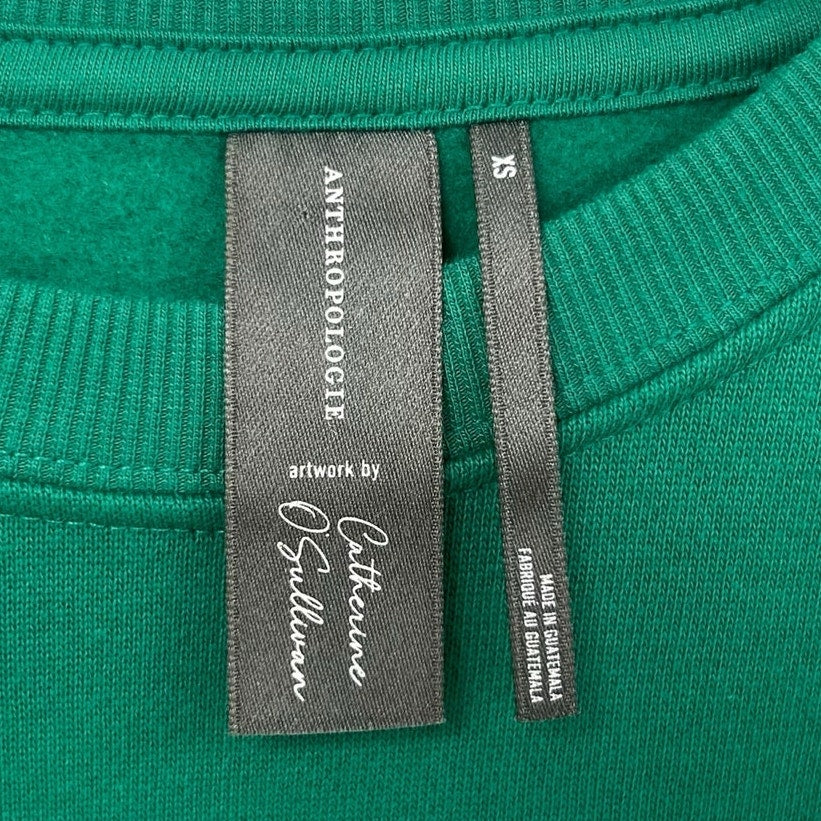 ANTHROPOLOGIE
artwork by
Catherine
O'Sullivan
XS
MADE IN GUATEMALA
FABRIQUE AU GUATEMALA